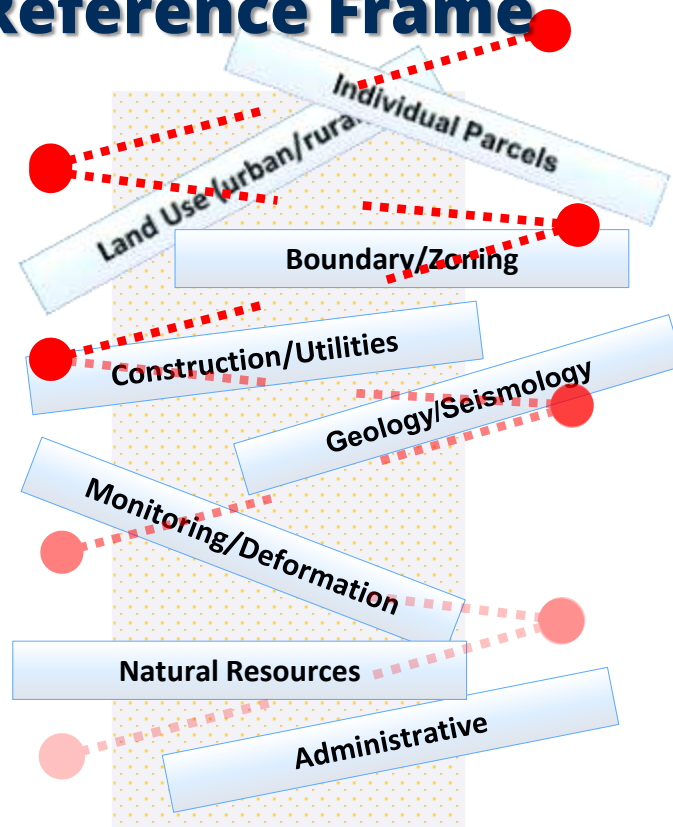 Reference Frame
Individual Parcels
Land Use (urban/rural
Boundary/Zoning
Construction/Utilities
Geology/Seismology
Monitoring/Deformation
Natural Resources
Administrative